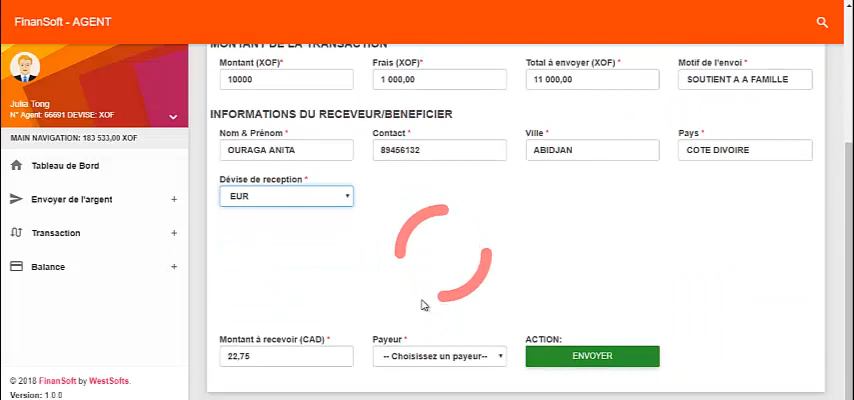 FinanSoft - AGENT
MONTANT DE LA TRANSACTION
Montant (XOF)* Frais (XOF)* Total à envoyer (XOF) * Motif de l'envoi *
10000 1 000,00 11 000,00 SOUTIENT A A FAMILLE
Julia Tong
N° Agent: 66691 DEVISE: XOF
MAIN NAVIGATION: 183 533,00 XOF
Tableau de Bord
Envoyer de l'argent +
Transaction +
Balance +
INFORMATIONS DU RECEVEUR/BENEFICIER
Nom & Prénom * Contact * Ville * Pays *
OURAGA ANITA 89456132 ABIDJAN COTE DIVOIRE
Dévise de reception *
EUR
Montant à recevoir (CAD) * Payeur * ACTION:
22,75 -- Choisissez un payeur-- ENVOYER
© 2018 FinanSoft by WestSofts.
Version: 1.0.0